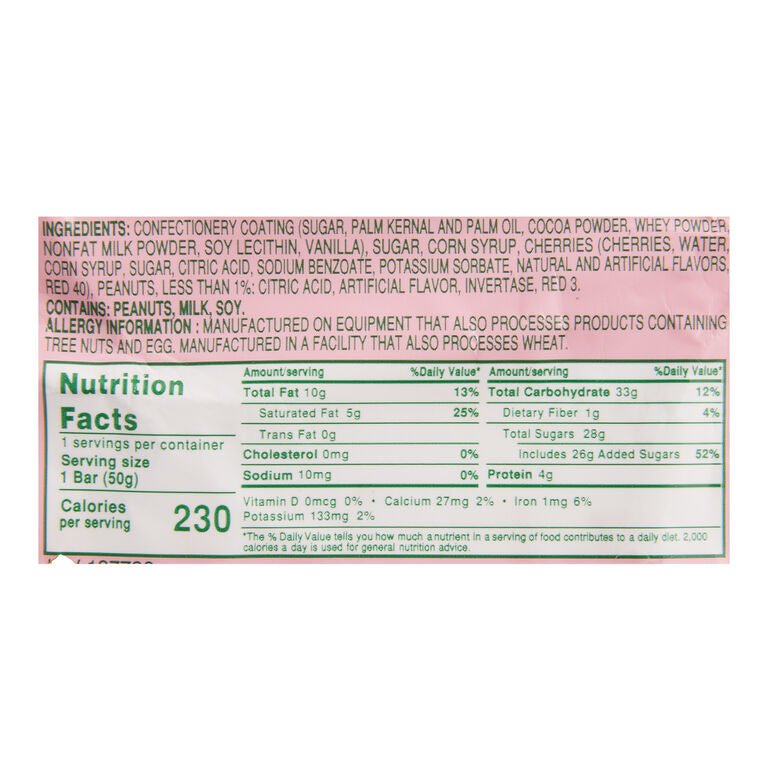 INGREDIENTS: CONFECTIONERY COATING (SUGAR, PALM KERNAL AND PALM OIL, COCOA POWDER, WHEY POWDER,
NONFAT MILK POWDER, SOY LECITHIN, VANILLA), SUGAR, CORN SYRUP, CHERRIES (CHERRIES, WATER,
CORN SYRUP, SUGAR, CITRIC ACID, SODIUM BENZOATE, POTASSIUM SORBATE, NATURAL AND ARTIFICIAL FLAVORS,
RED 40), PEANUTS, LESS THAN 1%: CITRIC ACID, ARTIFICIAL FLAVOR, INVERTASE, RED 3.
CONTAINS: PEANUTS, MILK, SOY.
ALLERGY INFORMATION : MANUFACTURED ON EQUIPMENT THAT ALSO PROCESSES PRODUCTS CONTAINING
TREE NUTS AND EGG. MANUFACTURED IN A FACILITY THAT ALSO PROCESSES WHEAT.
Nutrition
Facts
1 servings per container
Serving size
1 Bar (50g)
Calories
per serving 230
Amount/serving %Daily Value*
Total Fat 10g 13%
Saturated Fat 5g 25%
Trans Fat 0g
Cholesterol 0mg 0%
Sodium 10mg 0%
Amount/serving %Daily Value*
Total Carbohydrate 33g 12%
Dietary Fiber 1g 4%
Total Sugars 28g
Includes 26g Added Sugars 52%
Protein 4g
Vitamin D 0mcg 0% • Calcium 27mg 2% • Iron 1mg 6%
Potassium 133mg 2%
*The % Daily Value tells you how much a nutrient in a serving of food contributes to a daily diet. 2,000
calories a day is used for general nutrition advice.